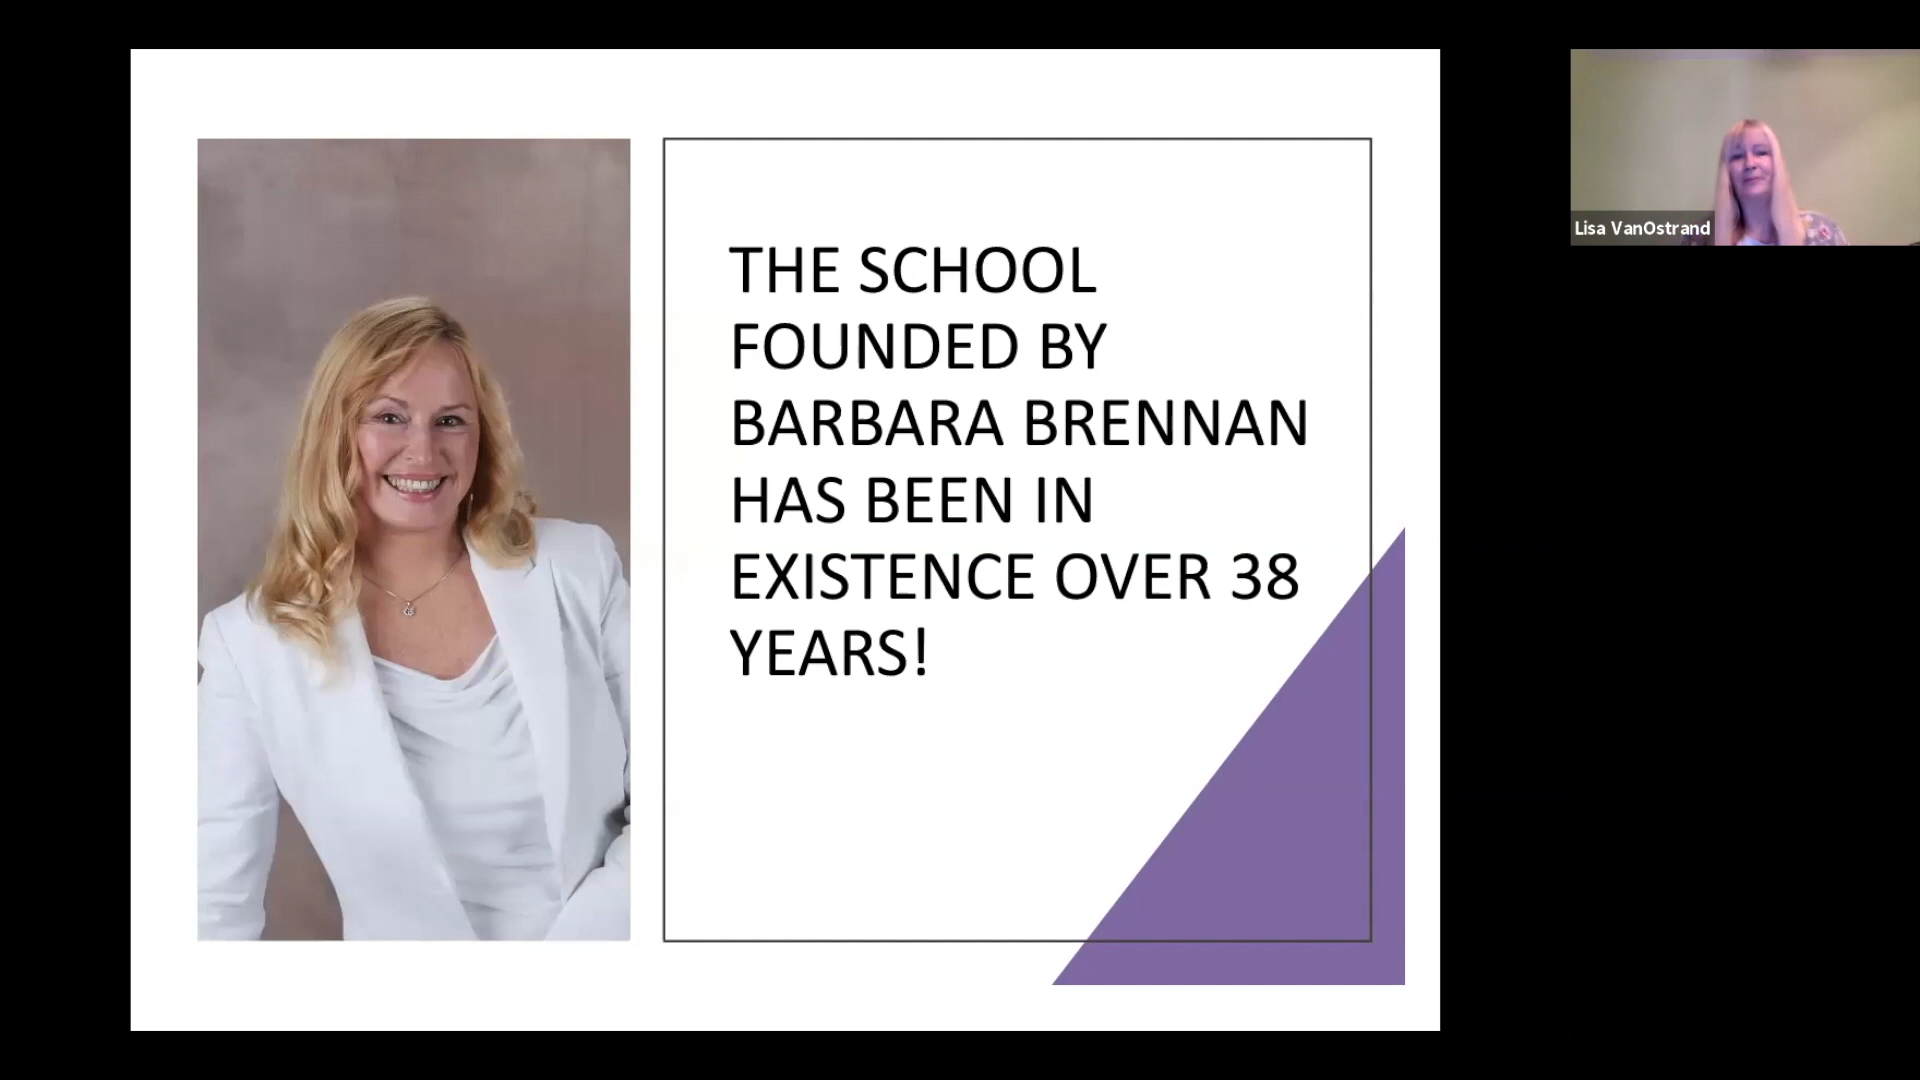 THE SCHOOL
FOUNDED BY
BARBARA BRENNAN
HAS BEEN IN
EXISTENCE OVER 38
YEARS!
Lisa VanOstrand